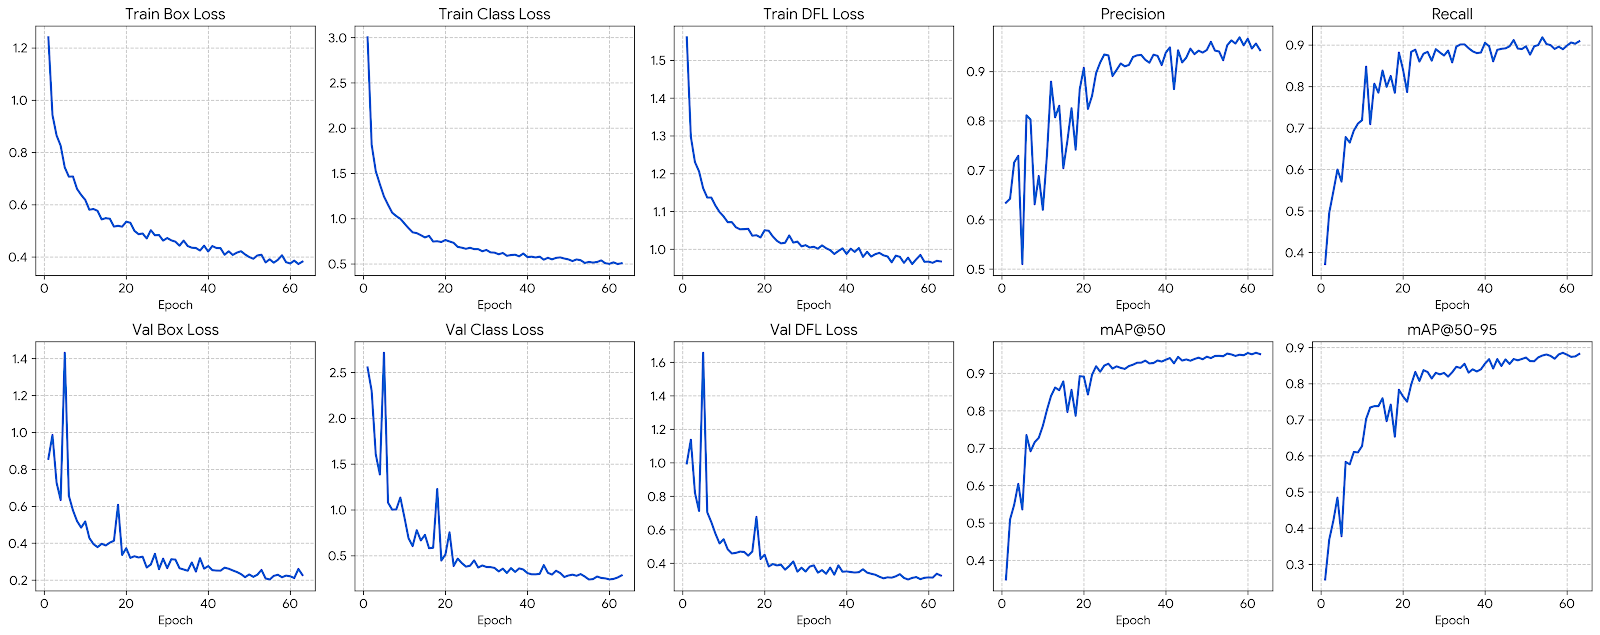 Train Box Loss
1.2
1.0
0.8
0.6
0.4
0 20 40 60
Epoch
Train Class Loss
3.0
2.5
2.0
1.5
1.0
0.5
0 20 40 60
Epoch
Train DFL Loss
1.5
1.4
1.3
1.2
1.1
1.0
0 20 40 60
Epoch
Precision
0.9
0.8
0.7
0.6
0.5
0 20 40 60
Epoch
Recall
0.9
0.8
0.7
0.6
0.5
0.4
0 20 40 60
Epoch
Val Box Loss
1.4
1.2
1.0
0.8
0.6
0.4
0.2
0 20 40 60
Epoch
Val Class Loss
2.5
2.0
1.5
1.0
0.5
0 20 40 60
Epoch
Val DFL Loss
1.6
1.4
1.2
1.0
0.8
0.6
0.4
0 20 40 60
Epoch
mAP@50
0.9
0.8
0.7
0.6
0.5
0.4
0 20 40 60
Epoch
mAP@50-95
0.9
0.8
0.7
0.6
0.5
0.4
0.3
0 20 40 60
Epoch